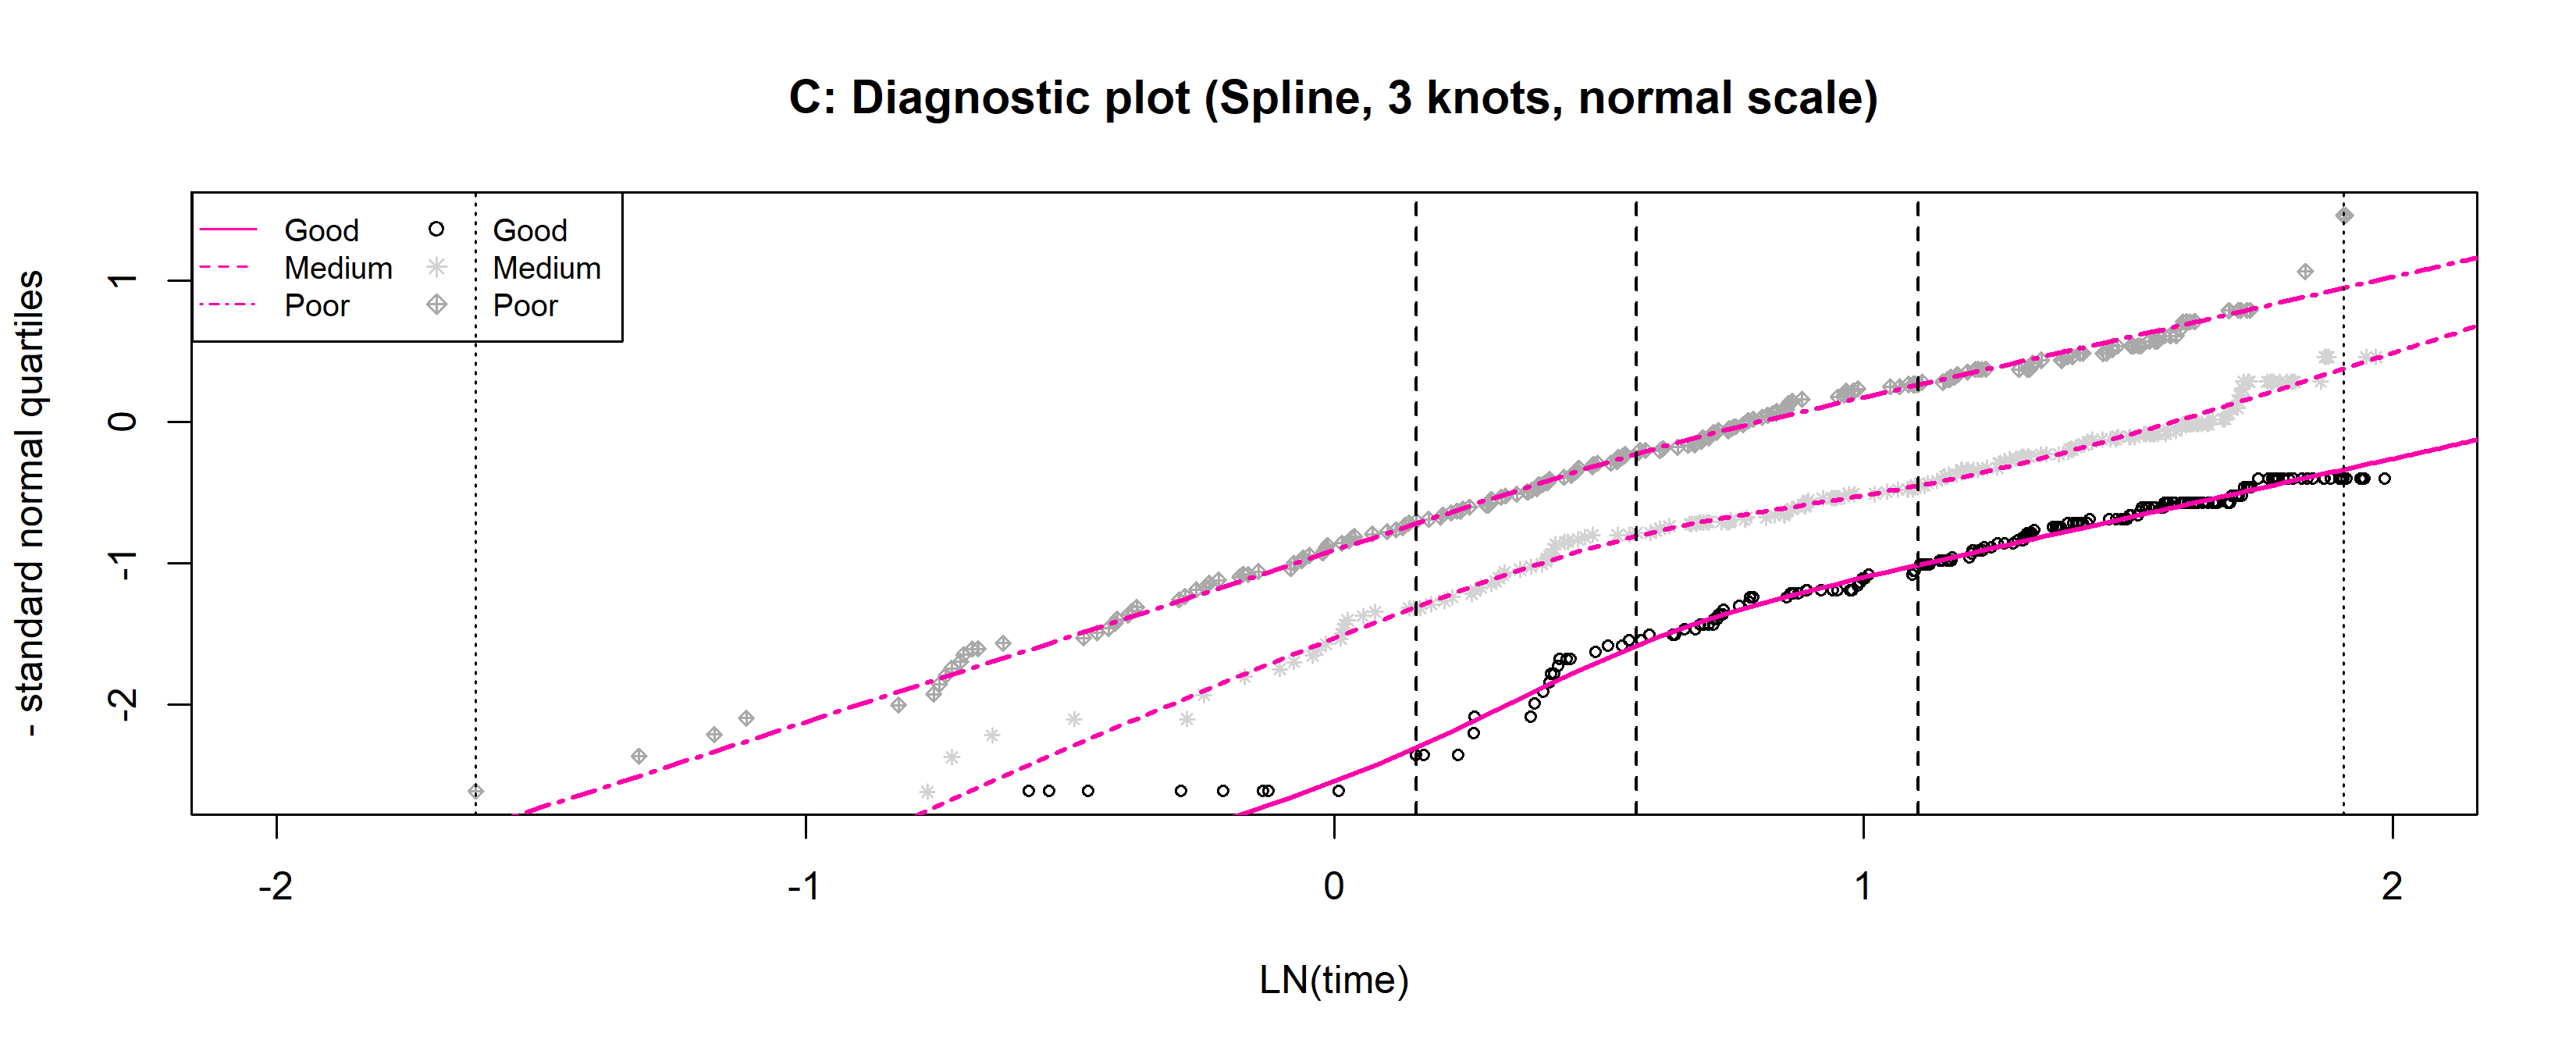 C: Diagnostic plot (Spline, 3 knots, normal scale)
Good Good
Medium Medium
Poor Poor
- standard normal quartiles
1
0
-1
-2
-2 -1 0 1 2
LN(time)